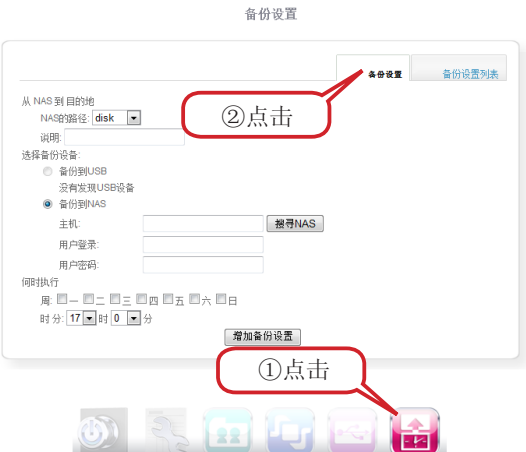 备份设置
备份设置 备份设置列表
从 NAS 到 目的地
NAS的路径: disk
②点击
说明:
选择备份设备:
备份到USB
没有发现USB设备
备份到NAS
主机: 搜寻NAS
用户登录:
用户密码:
何时执行
周: 一 二 三 四 五 六 日
时 分: 17 时 0 分
增加备份设置
①点击